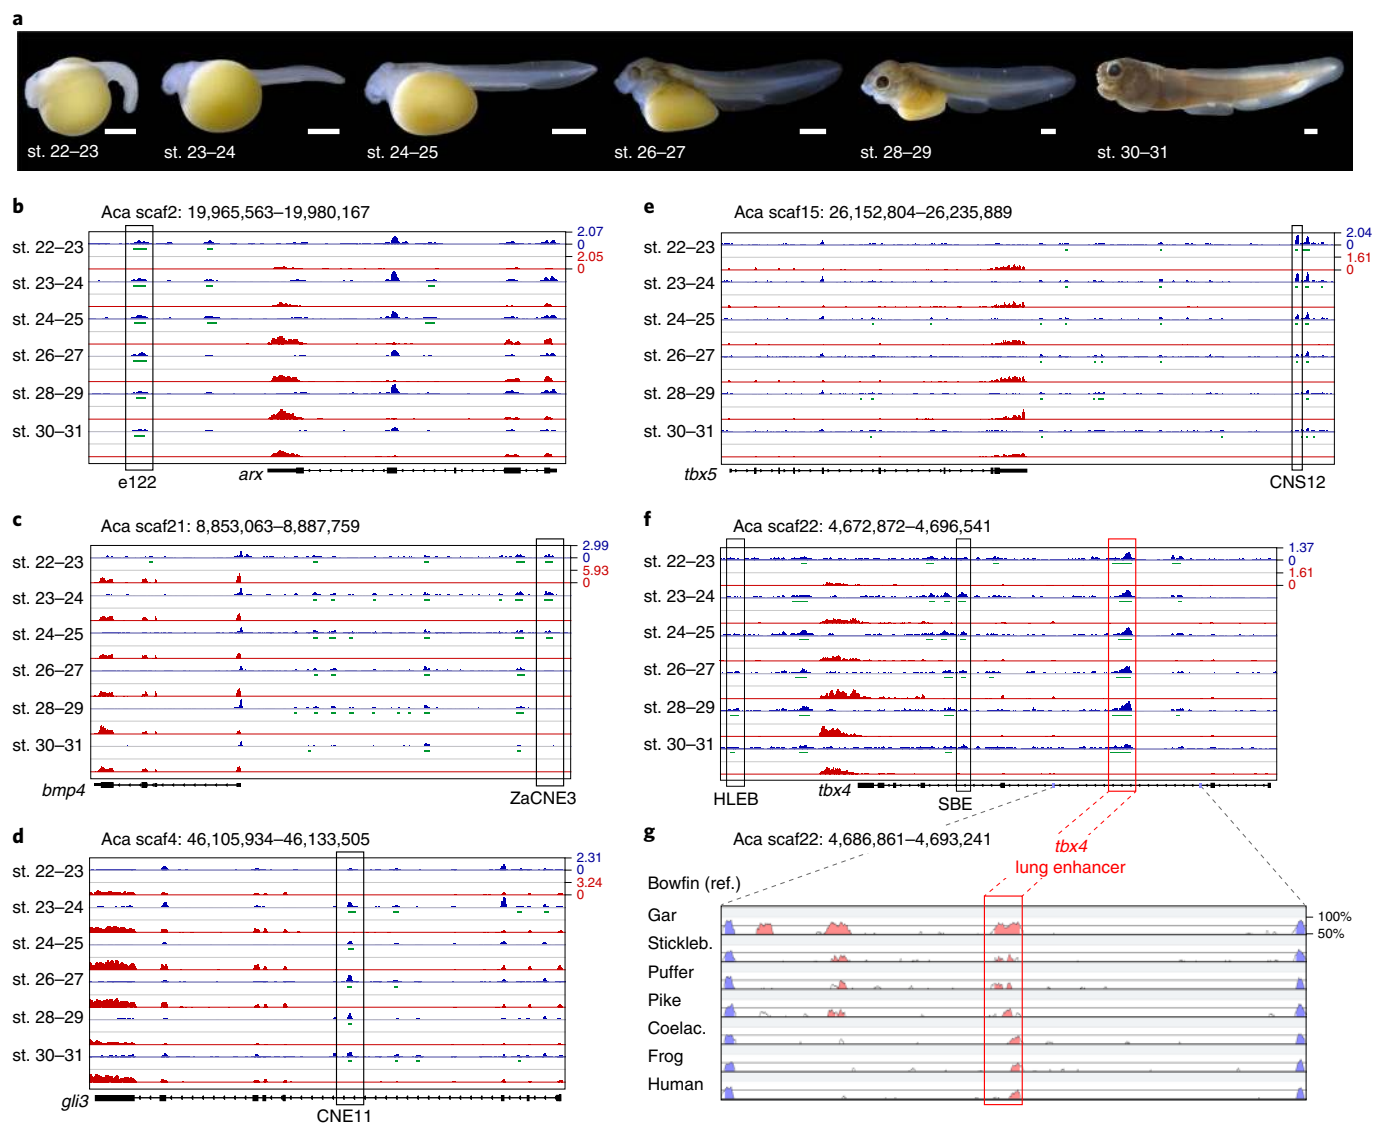 a
st. 22–23
st. 23–24
st. 24–25
st. 26–27
st. 28–29
st. 30–31
b
Aca scaf2: 19,965,563–19,980,167
st. 22–23
st. 23–24
st. 24–25
st. 26–27
st. 28–29
st. 30–31
2.07
0
2.05
0
arx
e122
c
Aca scaf21: 8,853,063–8,887,759
st. 22–23
st. 23–24
st. 24–25
st. 26–27
st. 28–29
st. 30–31
2.99
0
5.93
0
bmp4
ZaCNE3
d
Aca scaf4: 46,105,934–46,133,505
st. 22–23
st. 23–24
st. 24–25
st. 26–27
st. 28–29
st. 30–31
2.31
0
3.24
0
gli3
CNE11
e
Aca scaf15: 26,152,804–26,235,889
st. 22–23
st. 23–24
st. 24–25
st. 26–27
st. 28–29
st. 30–31
2.04
0
1.61
0
tbx5
CNS12
f
Aca scaf22: 4,672,872–4,696,541
st. 22–23
st. 23–24
st. 24–25
st. 26–27
st. 28–29
st. 30–31
1.37
0
1.61
0
HLEB
tbx4
SBE
g
Aca scaf22: 4,686,861–4,693,241
tbx4
lung enhancer
Bowfin (ref.)
Gar
Stickleb.
Puffer
Pike
Coelac.
Frog
Human
100%
50%